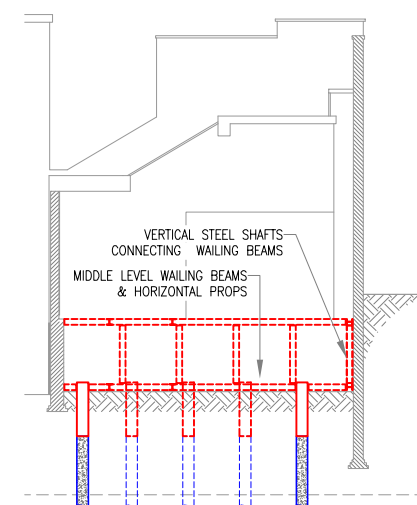 VERTICAL STEEL SHAFTS
CONNECTING WAILING BEAMS
MIDDLE LEVEL WAILING BEAMS
& HORIZONTAL PROPS